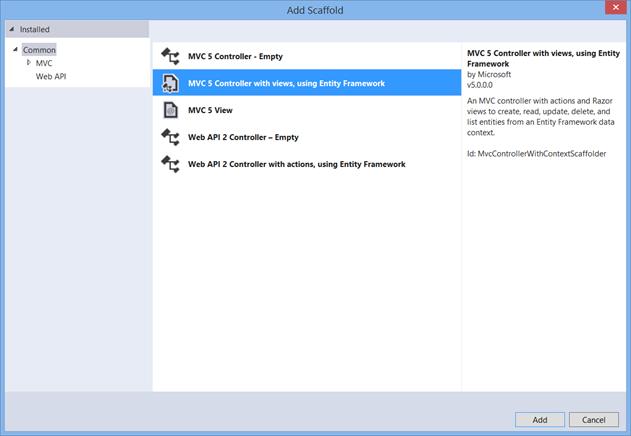 Add Scaffold
Installed
Common
MVC
Web API
MVC 5 Controller - Empty
MVC 5 Controller with views, using Entity Framework
MVC 5 View
Web API 2 Controller – Empty
Web API 2 Controller with actions, using Entity Framework
MVC 5 Controller with views, using Entity
Framework
by Microsoft
v5.0.0.0
An MVC controller with actions and Razor
views to create, read, update, delete, and
list entities from an Entity Framework data
context.
Id: MvcControllerWithContextScaffolder
Add
Cancel